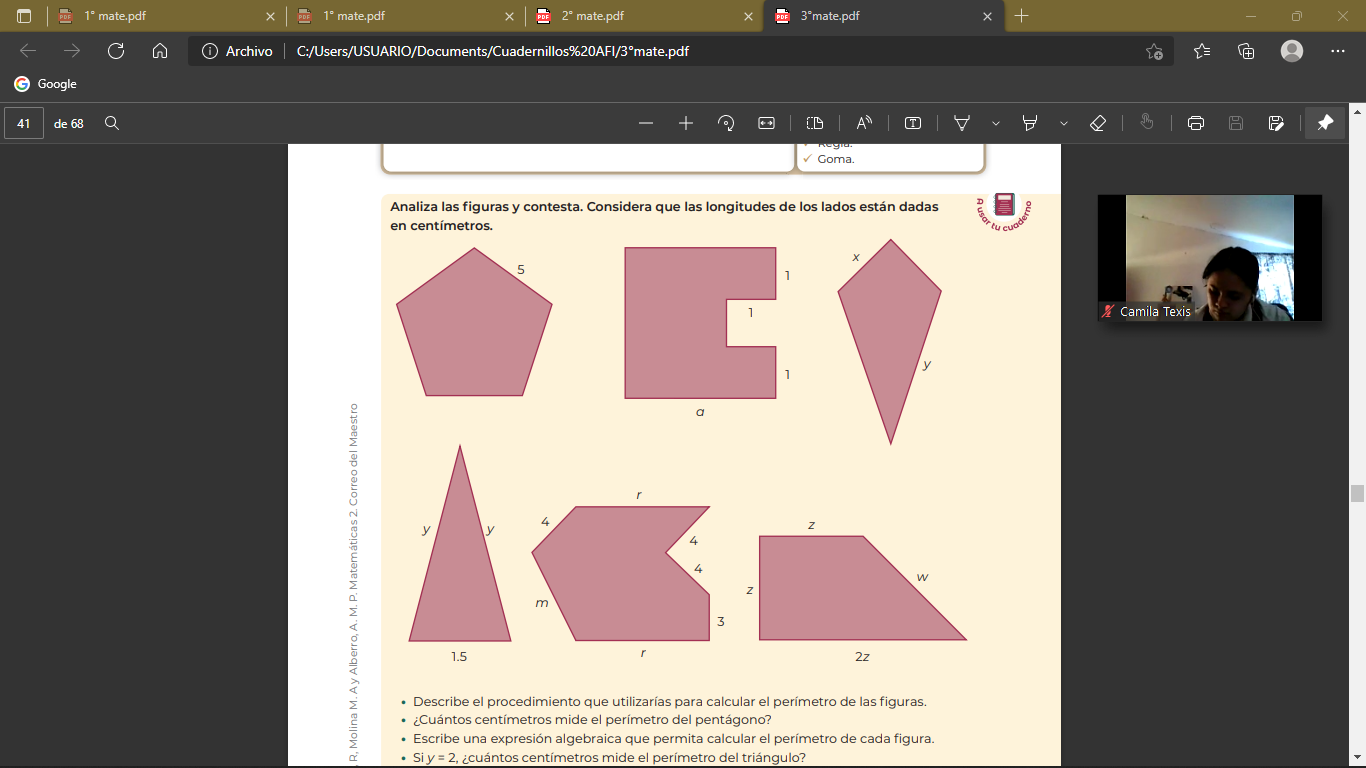 1° mate.pdf
1° mate.pdf
2° mate.pdf
3°mate.pdf
Archivo
C:/Users/USUARIO/Documents/Cuadernillos%20AFI/3°mate.pdf
Google
41
de 68
Regla.
✓ Goma.
Analiza las figuras y contesta. Considera que las longitudes de los lados están dadas
en centímetros.
usar tu cuaderno
5
1
1
1
a
x
y
Camila Texis
y
y
1.5
r
4
4
4
m
3
r
z
z
w
2z
R, Molina M. A y Alberro, A. M. P. Matemáticas 2. Correo del Maestro
• Describe el procedimiento que utilizarías para calcular el perímetro de las figuras.
• ¿Cuántos centímetros mide el perímetro del pentágono?
• Escribe una expresión algebraica que permita calcular el perímetro de cada figura.
• Si y = 2, ¿cuántos centímetros mide el perímetro del triángulo?